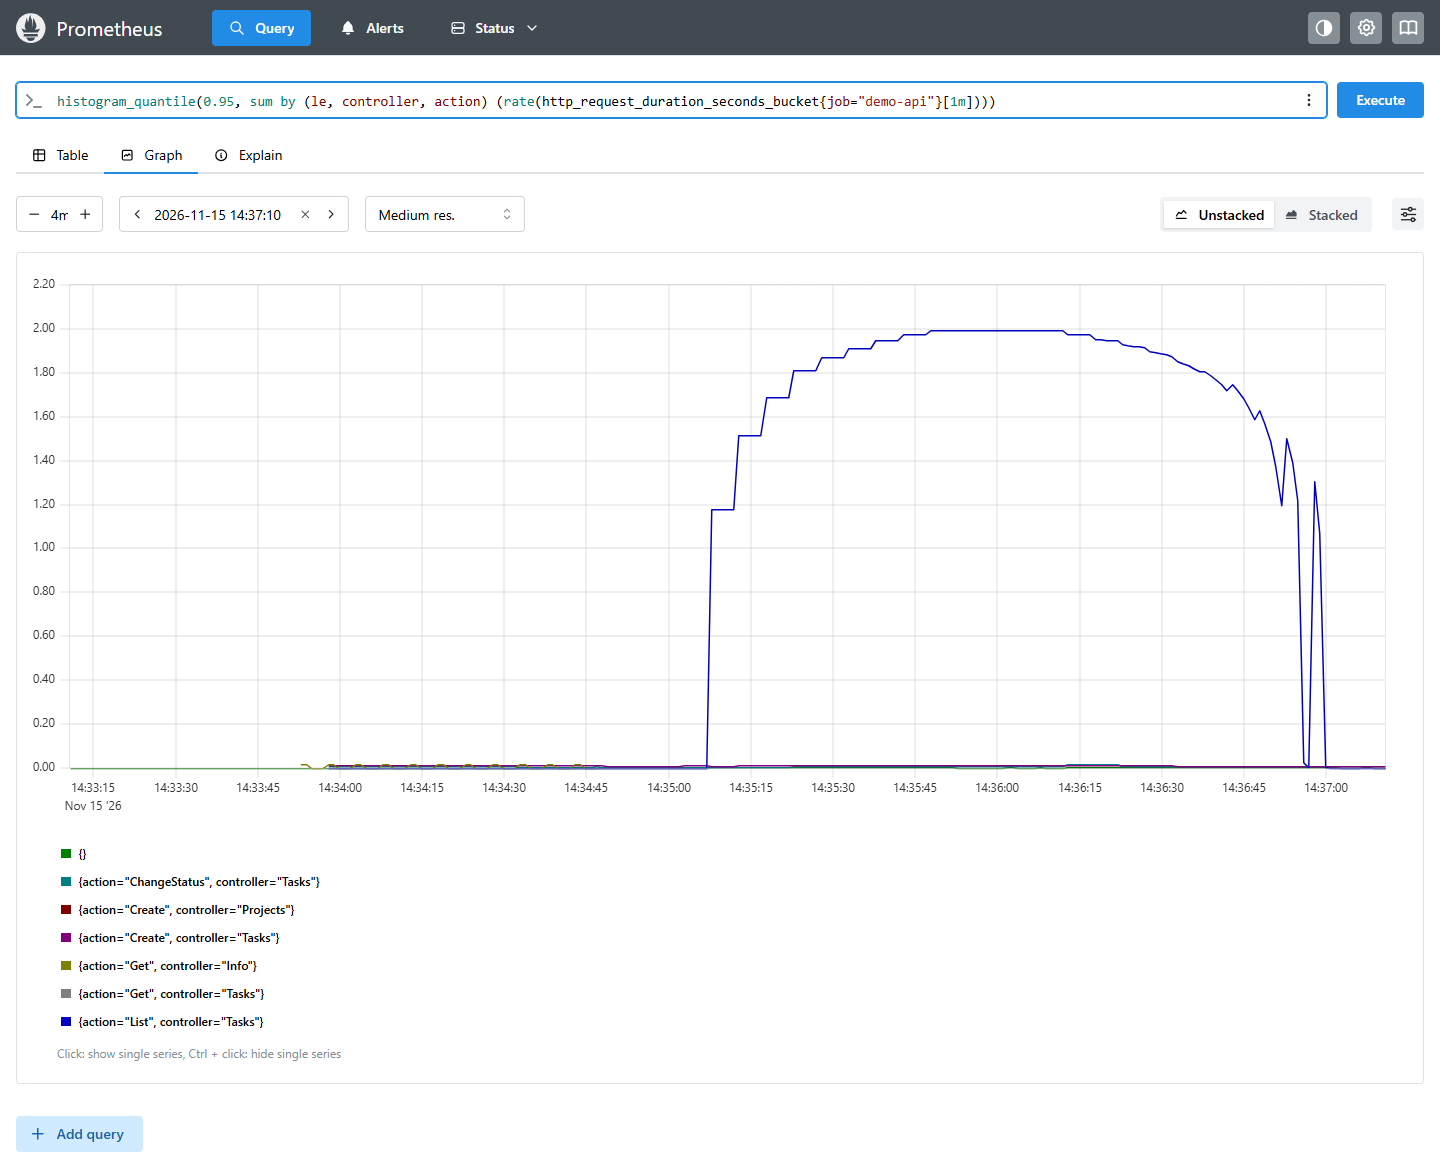 Prometheus
Query
Alerts
Status
histogram_quantile(0.95, sum by (le, controller, action) (rate(http_request_duration_seconds_bucket{job="demo-api"}[1m])))
Execute
Table
Graph
Explain
4m
2026-11-15 14:37:10
Medium res.
Unstacked
Stacked
2.20
2.00
1.80
1.60
1.40
1.20
1.00
0.80
0.60
0.40
0.20
0.00
14:33:15 14:33:30 14:33:45 14:34:00 14:34:15 14:34:30 14:34:45 14:35:00 14:35:15 14:35:30 14:35:45 14:36:00 14:36:15 14:36:30 14:36:45 14:37:00
Nov 15 '26
{}
{action="ChangeStatus", controller="Tasks"}
{action="Create", controller="Projects"}
{action="Create", controller="Tasks"}
{action="Get", controller="Info"}
{action="Get", controller="Tasks"}
{action="List", controller="Tasks"}
Click: show single series, Ctrl + click: hide single series
Add query